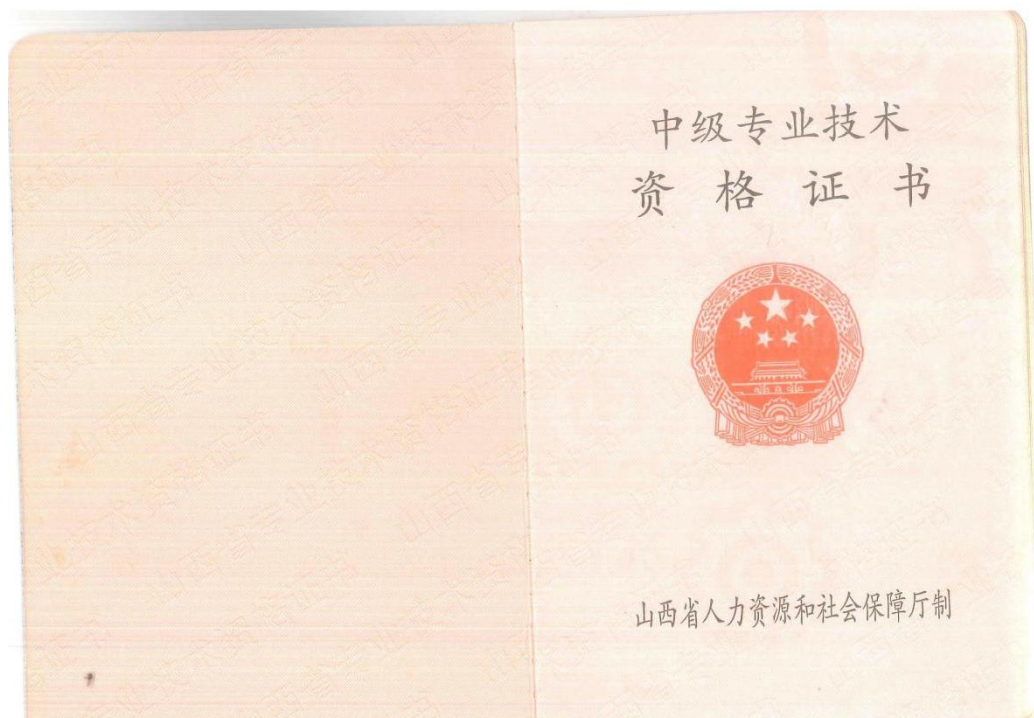 中级专业技术
资格证书
山西省人力资源和社会保障厅制